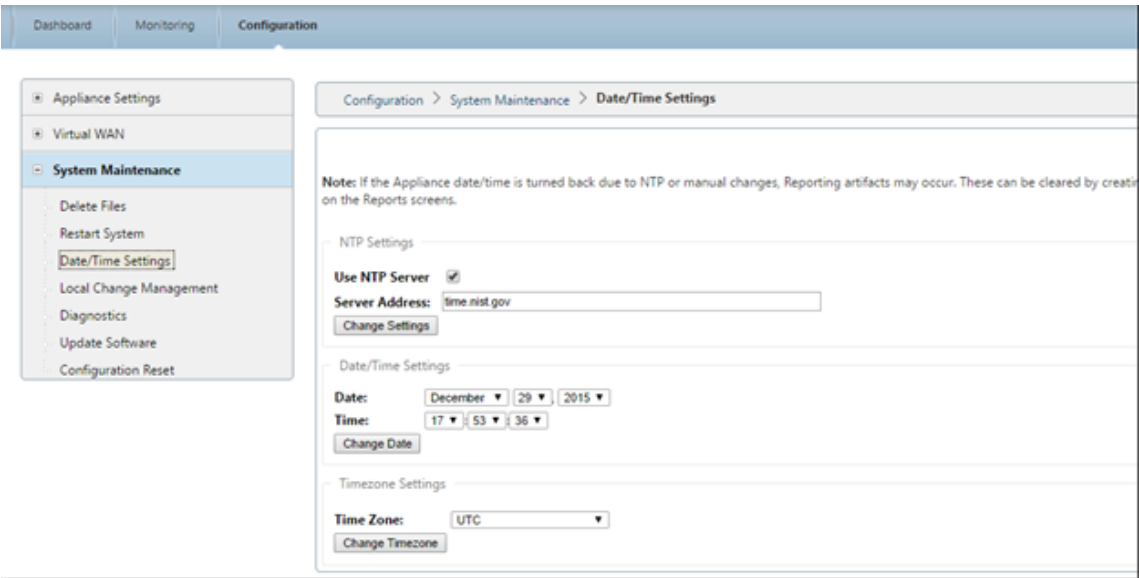 Dashboard Monitoring Configuration
Appliance Settings
Virtual WAN
System Maintenance
Delete Files
Restart System
Date/Time Settings
Local Change Management
Diagnostics
Update Software
Configuration Reset
Configuration > System Maintenance > Date/Time Settings
Note: If the Appliance date/time is turned back due to NTP or manual changes, Reporting artifacts may occur. These can be cleared by creatin
on the Reports screens.
NTP Settings
Use NTP Server
Server Address: time.nist.gov
Change Settings
Date/Time Settings
Date: December 29 , 2015
Time: 17 : 53 : 36
Change Date
Timezone Settings
Time Zone: UTC
Change Timezone